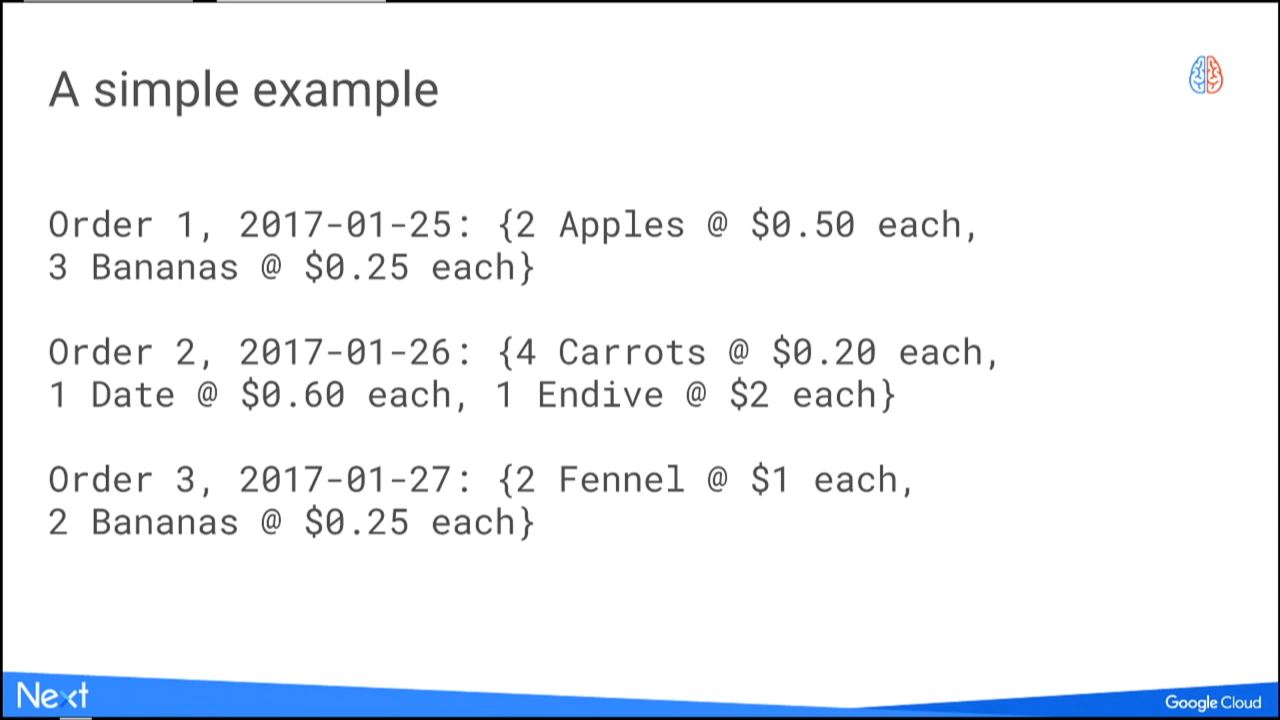 A simple example
Order 1, 2017-01-25: {2 Apples @ $0.50 each,
3 Bananas @ $0.25 each}
Order 2, 2017-01-26: {4 Carrots @ $0.20 each,
1 Date @ $0.60 each, 1 Endive @ $2 each}
Order 3, 2017-01-27: {2 Fennel @ $1 each,
2 Bananas @ $0.25 each}
Next
Google Cloud